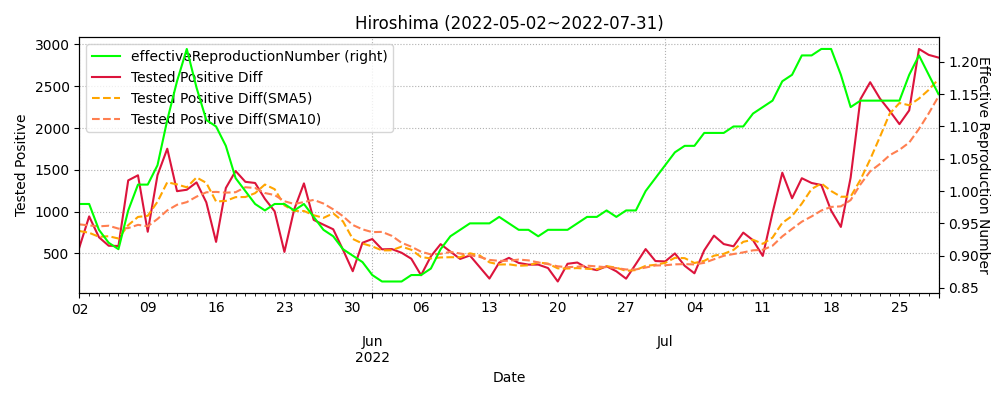 Hiroshima (2022-05-02~2022-07-31)
effectiveReproductionNumber (right)
Tested Positive Diff
Tested Positive Diff(SMA5)
Tested Positive Diff(SMA10)
Tested Positive
3000
2500
2000
1500
1000
500
1.20
1.15
1.10
1.05
1.00
0.95
0.90
0.85
Effective Reproduction Number
02 09 16 23 30 06 13 20 27 04 11 18 25
Jun Jul
2022
Date